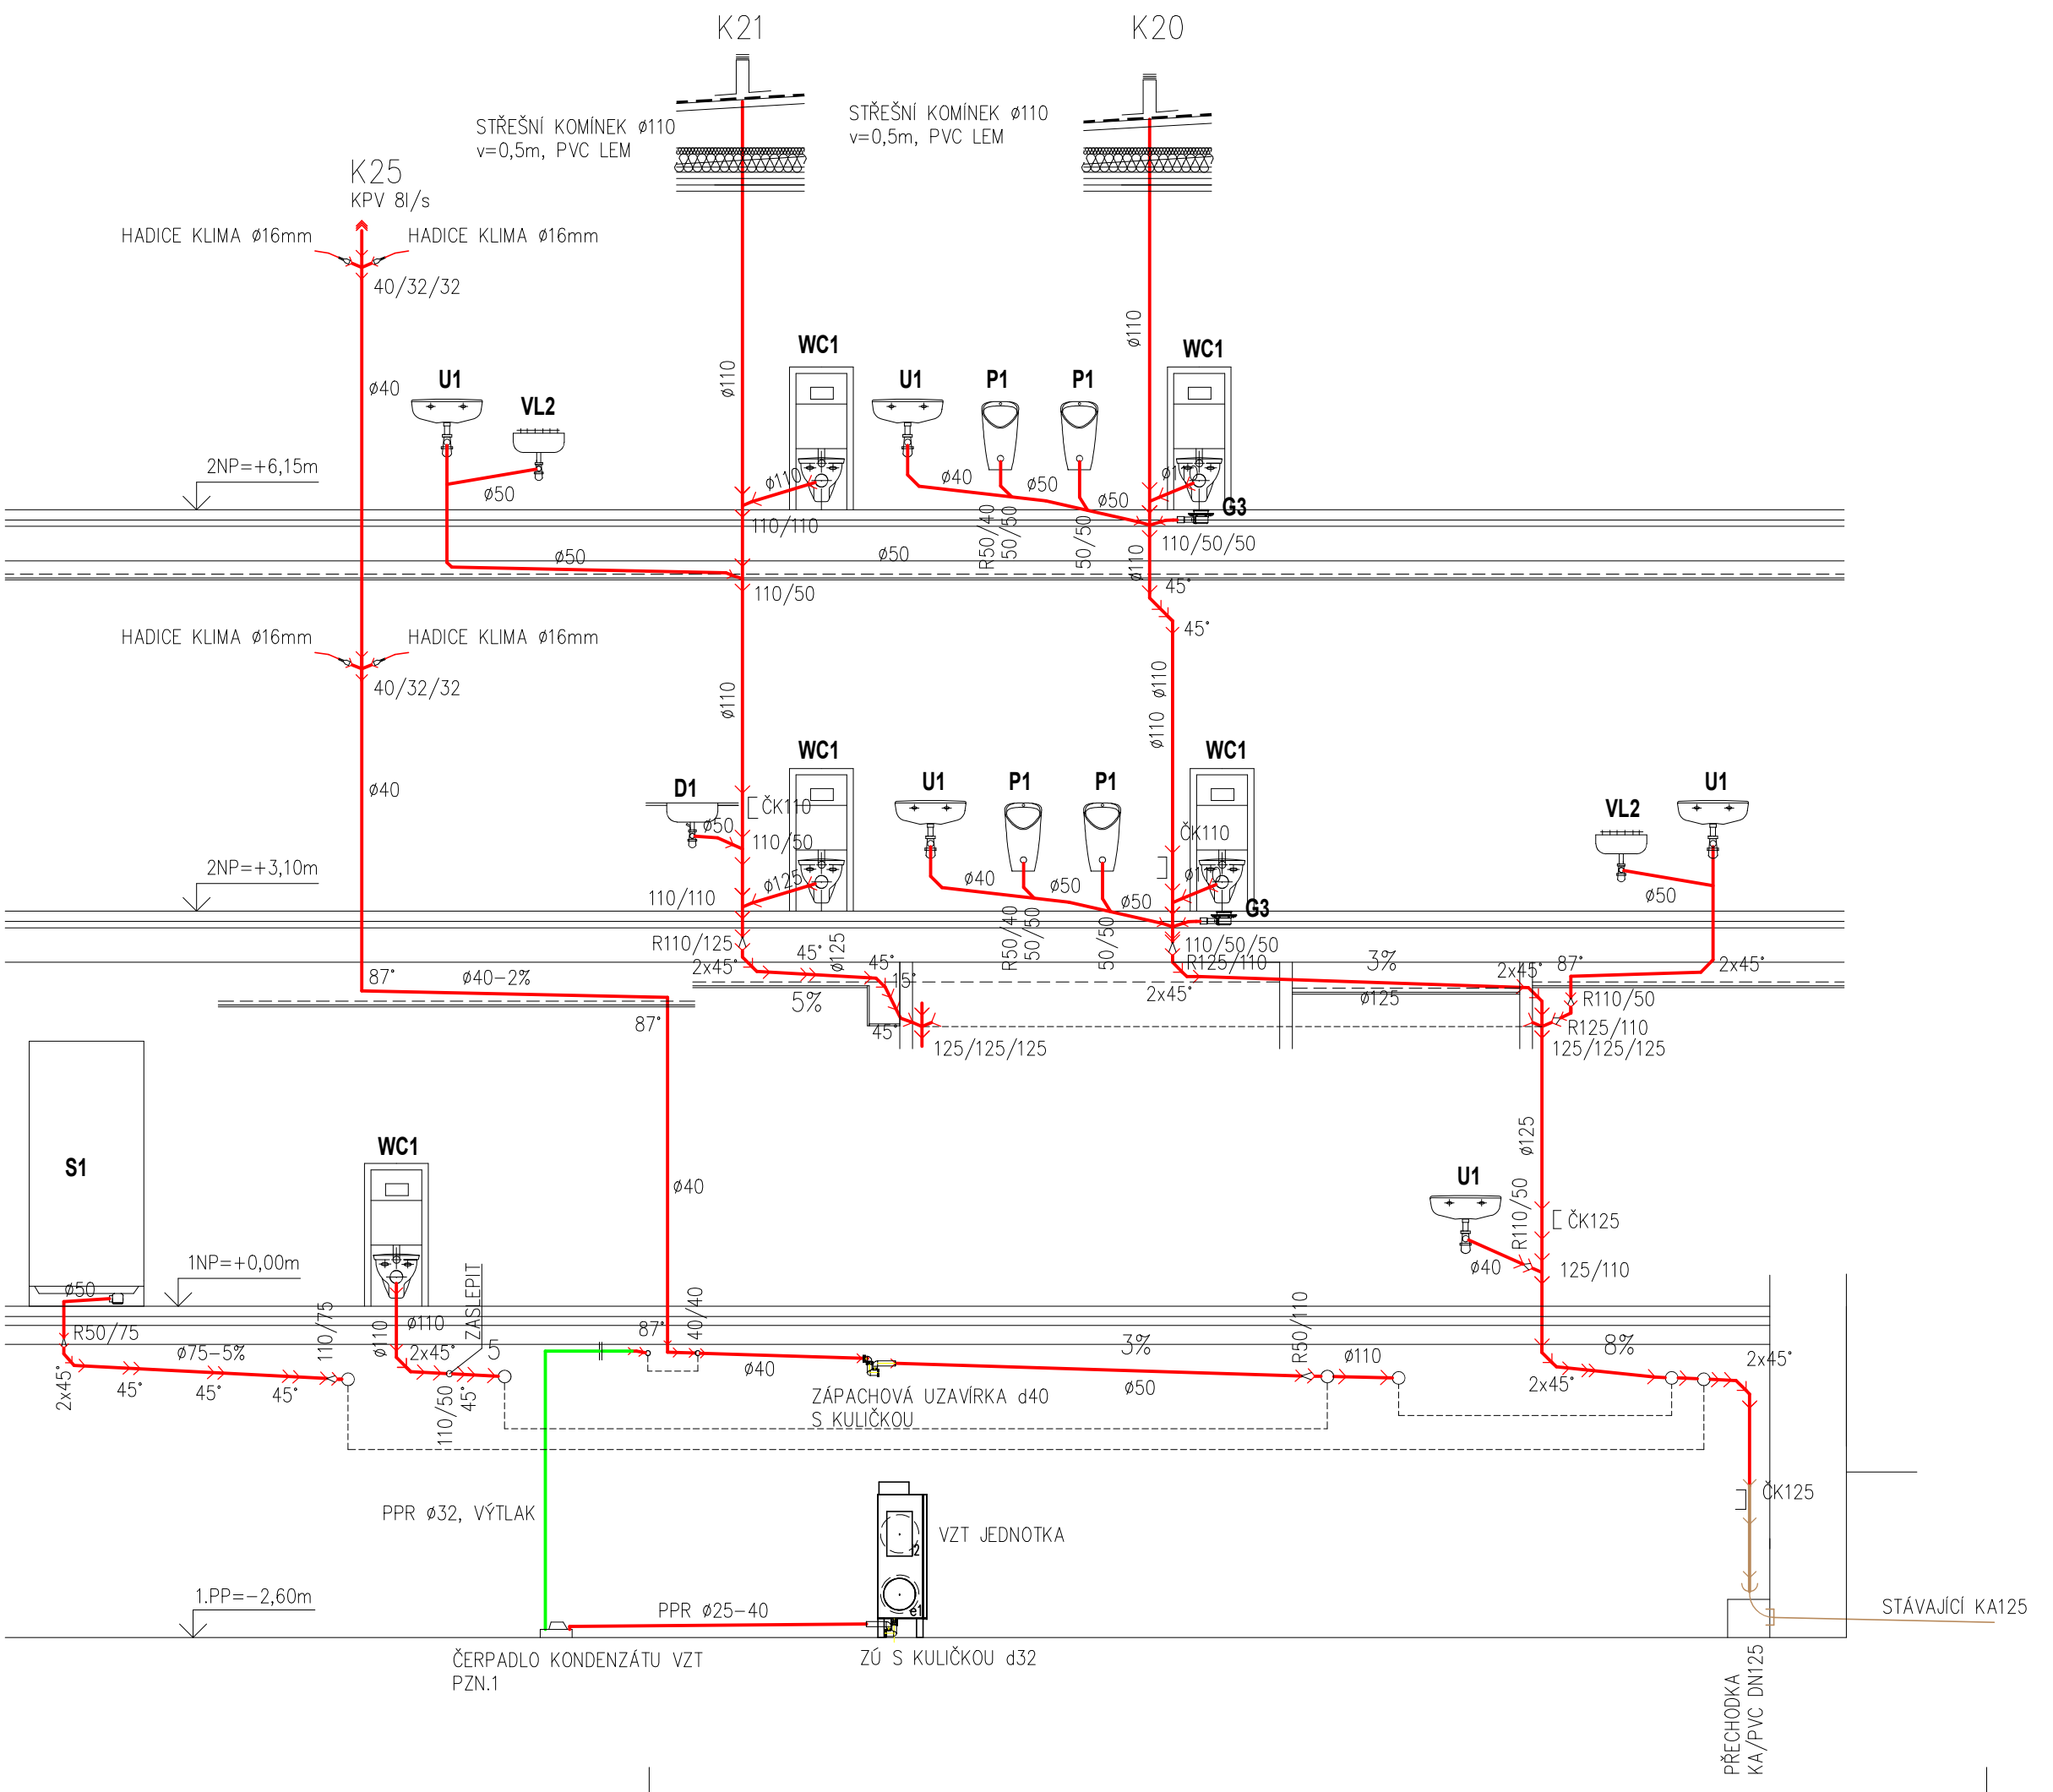 K21
K20
STŘEŠNÍ KOMÍNEK ø110
v=0,5m, PVC LEM
STŘEŠNÍ KOMÍNEK ø110
v=0,5m, PVC LEM
K25
KPV 8l/s
HADICE KLIMA ø16mm
HADICE KLIMA ø16mm
40/32/32
ø110
ø110
WC1
WC1
ø40
U1
VL2
U1
P1
P1
2NP=+6,15m
ø50
ø110
ø40
ø50
ø50
G3
110/110
R50/40
50/50
50/50
110/50/50
ø50
ø50
ø110
110/50
45°
45°
HADICE KLIMA ø16mm
HADICE KLIMA ø16mm
40/32/32
ø110
ø110
ø110
ø40
WC1
WC1
D1
ČK110
U1
P1
P1
VL2
U1
ø50
110/50
ČK110
2NP=+3,10m
110/110
ø125
ø40
ø50
ø50
ø50
G3
R110/125
45°
ø125
R50/40
50/50
50/50
110/50/50
R125/110
3%
87°
ø40-2%
2x45°
45°
15°
2x45°
2x45°
87°
2x45°
5%
ø125
R110/50
87°
45°
125/125/125
R125/110
125/125/125
S1
WC1
ø40
ø125
U1
R110/50
ČK125
1NP=+0,00m
ø50
ø40
125/110
ZASLEPIT
R50/75
110/75
ø110
ø110
87°
40/40
3%
R50/110
8%
ø75-5%
2x45°
5
ø40
ø110
2x45°
2x45°
45°
45°
45°
110/50
45°
ZÁPACHOVÁ UZAVÍRKA d40
S KULIČKOU
ø50
2x45°
PPR ø32, VÝTLAK
VZT JEDNOTKA
ČK125
2
e1
1.PP=-2,60m
PPR ø25-40
STÁVAJÍCÍ KA125
ČERPADLO KONDENZÁTU VZT
PZN.1
ZÚ S KULIČKOU d32
PŘECHODKA
KA/PVC DN125